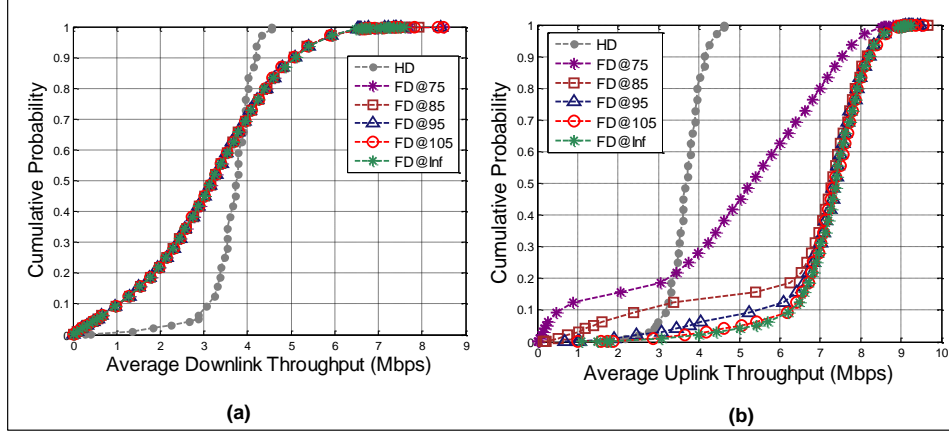 1
0.9
0.8
0.7
0.6
0.5
0.4
0.3
0.2
0.1
0
Cumulative Probability
HD
FD@75
FD@85
FD@95
FD@105
FD@Inf
0 1 2 3 4 5 6 7 8 9
Average Downlink Throughput (Mbps)
(a)
1
0.9
0.8
0.7
0.6
0.5
0.4
0.3
0.2
0.1
0
Cumulative Probability
HD
FD@75
FD@85
FD@95
FD@105
FD@Inf
0 1 2 3 4 5 6 7 8 9 10
Average Uplink Throughput (Mbps)
(b)